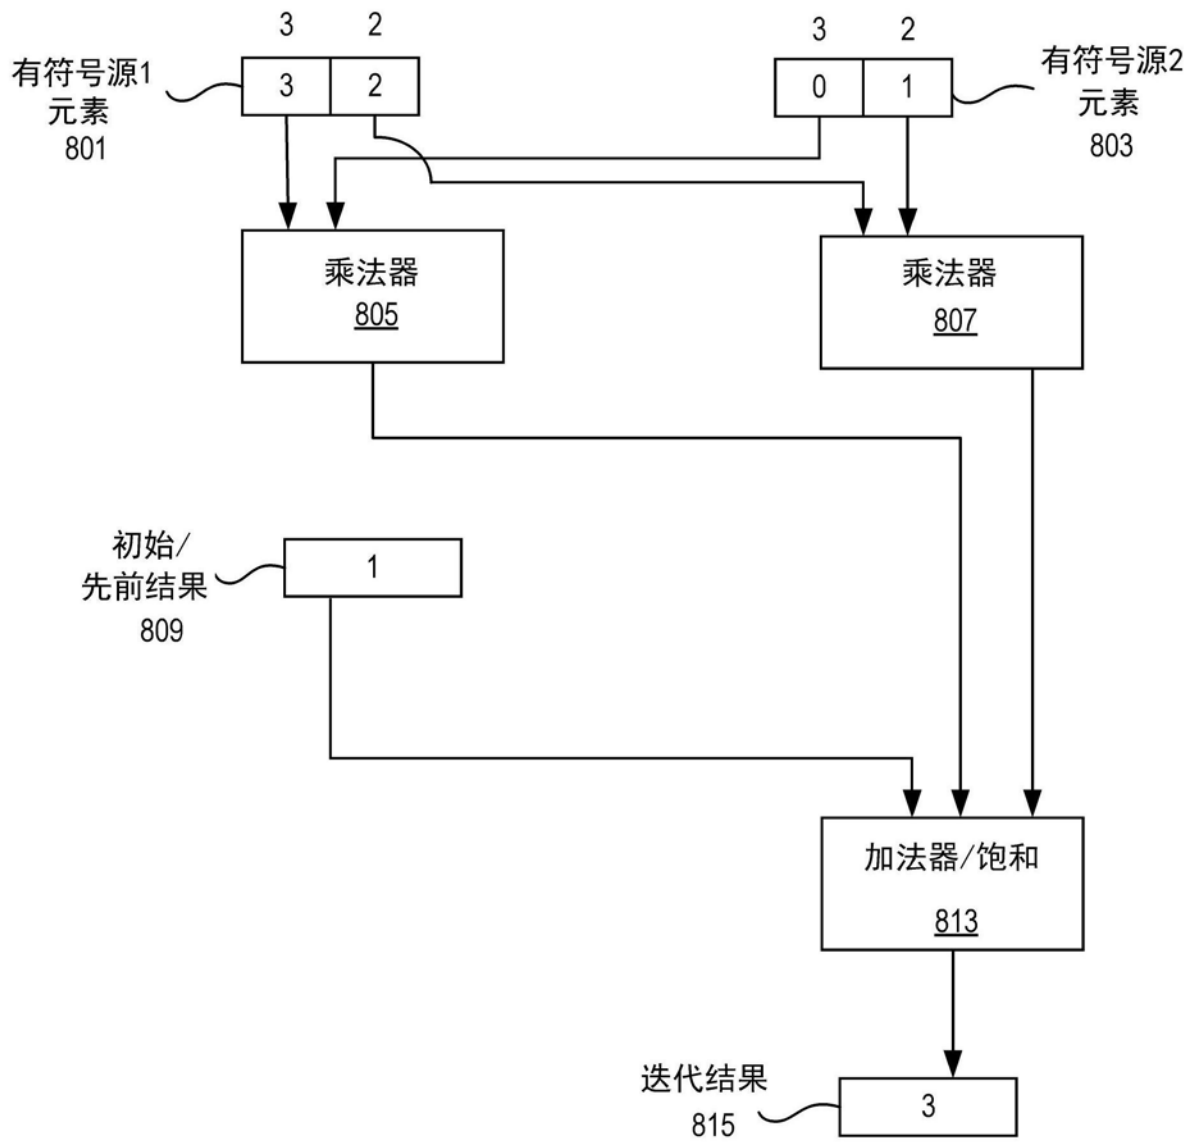 3 2
3 2
有符号源1
元素
801
3 2
0 1
有符号源2
元素
803
乘法器
805
乘法器
807
初始/
先前结果
809
1
加法器/饱和
813
迭代结果
815
3